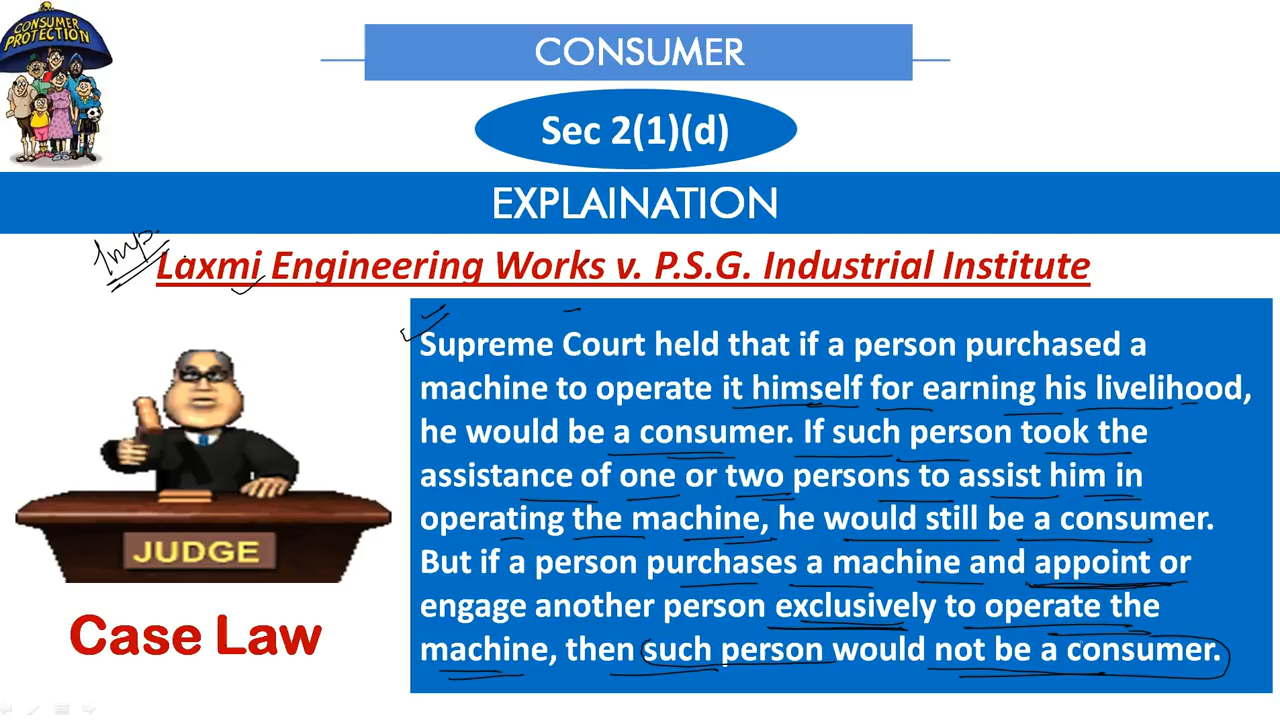 CONSUMER PROTECTION
CONSUMER
Sec 2(1)(d)
EXPLAINATION
Imp.
Laxmi Engineering Works v. P.S.G. Industrial Institute
Supreme Court held that if a person purchased a
machine to operate it himself for earning his livelihood,
he would be a consumer. If such person took the
assistance of one or two persons to assist him in
operating the machine, he would still be a consumer.
But if a person purchases a machine and appoint or
engage another person exclusively to operate the
machine, then such person would not be a consumer.
JUDGE
Case Law